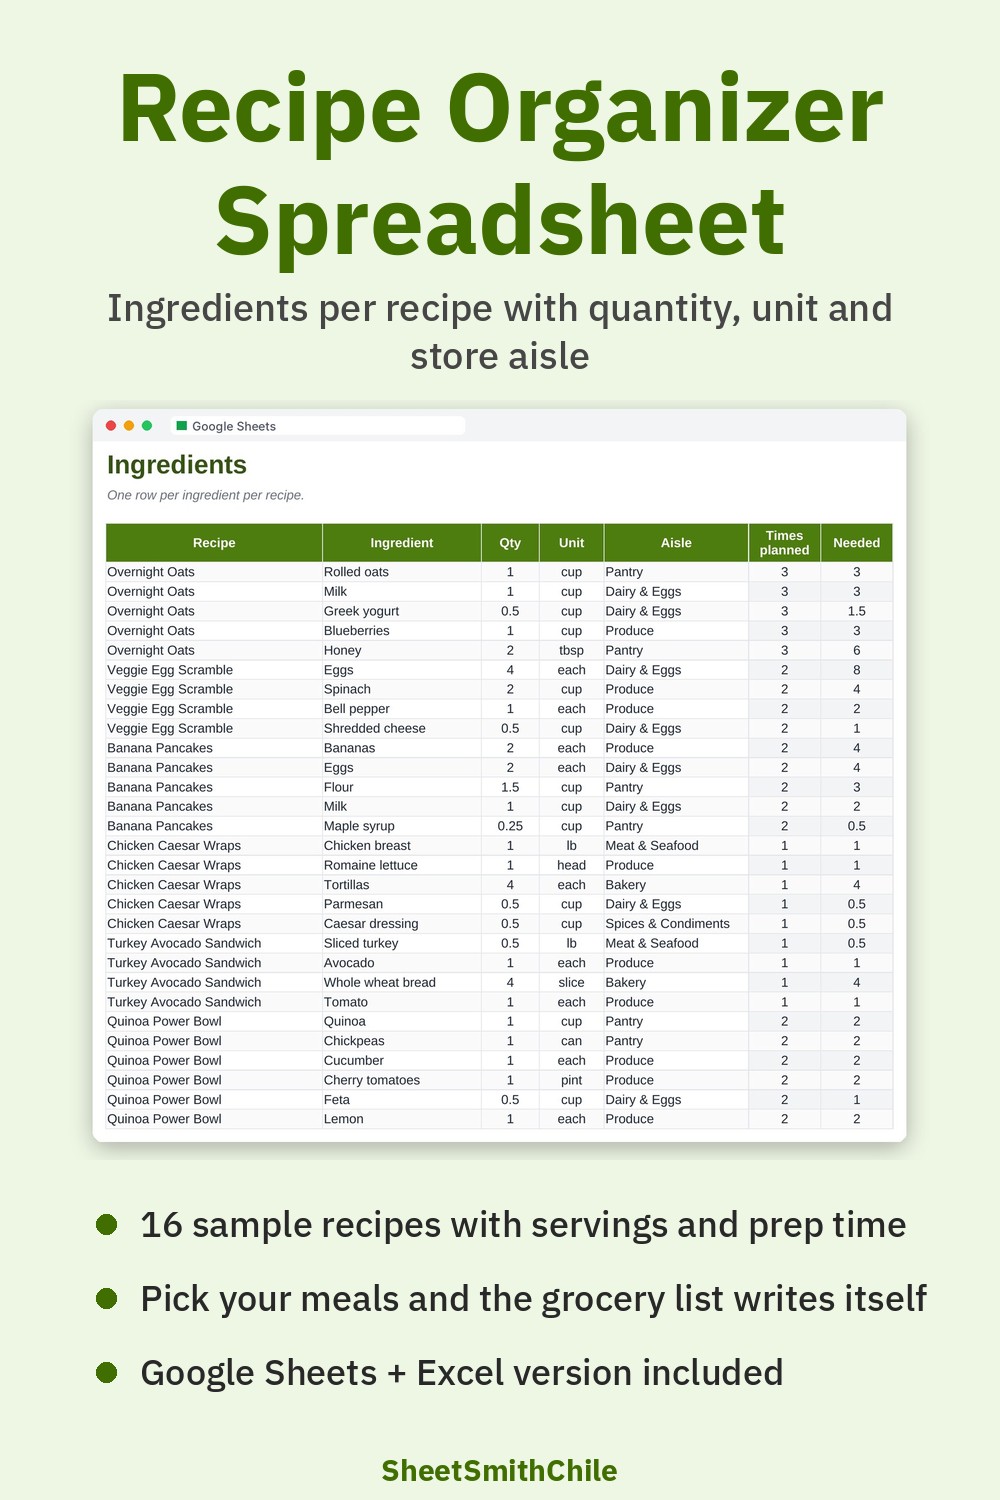 Recipe Organizer
Spreadsheet
Ingredients per recipe with quantity, unit and
store aisle
Google Sheets
Ingredients
One row per ingredient per recipe.
Recipe Ingredient Qty Unit Aisle Times planned Needed
Overnight Oats Rolled oats 1 cup Pantry 3 3
Overnight Oats Milk 1 cup Dairy & Eggs 3 3
Overnight Oats Greek yogurt 0.5 cup Dairy & Eggs 3 1.5
Overnight Oats Blueberries 1 cup Produce 3 3
Overnight Oats Honey 2 tbsp Pantry 3 6
Veggie Egg Scramble Eggs 4 each Dairy & Eggs 2 8
Veggie Egg Scramble Spinach 2 cup Produce 2 4
Veggie Egg Scramble Bell pepper 1 each Produce 2 2
Veggie Egg Scramble Shredded cheese 0.5 cup Dairy & Eggs 2 1
Banana Pancakes Bananas 2 each Produce 2 4
Banana Pancakes Eggs 2 each Dairy & Eggs 2 4
Banana Pancakes Flour 1.5 cup Pantry 2 3
Banana Pancakes Milk 1 cup Dairy & Eggs 2 2
Banana Pancakes Maple syrup 0.25 cup Pantry 2 0.5
Chicken Caesar Wraps Chicken breast 1 lb Meat & Seafood 1 1
Chicken Caesar Wraps Romaine lettuce 1 head Produce 1 1
Chicken Caesar Wraps Tortillas 4 each Bakery 1 4
Chicken Caesar Wraps Parmesan 0.5 cup Dairy & Eggs 1 0.5
Chicken Caesar Wraps Caesar dressing 0.5 cup Spices & Condiments 1 0.5
Turkey Avocado Sandwich Sliced turkey 0.5 lb Meat & Seafood 1 0.5
Turkey Avocado Sandwich Avocado 1 each Produce 1 1
Turkey Avocado Sandwich Whole wheat bread 4 slice Bakery 1 4
Turkey Avocado Sandwich Tomato 1 each Produce 1 1
Quinoa Power Bowl Quinoa 1 cup Pantry 2 2
Quinoa Power Bowl Chickpeas 1 can Pantry 2 2
Quinoa Power Bowl Cucumber 1 each Produce 2 2
Quinoa Power Bowl Cherry tomatoes 1 pint Produce 2 2
Quinoa Power Bowl Feta 0.5 cup Dairy & Eggs 2 1
Quinoa Power Bowl Lemon 1 each Produce 2 2
16 sample recipes with servings and prep time
Pick your meals and the grocery list writes itself
Google Sheets + Excel version included
SheetSmithChile